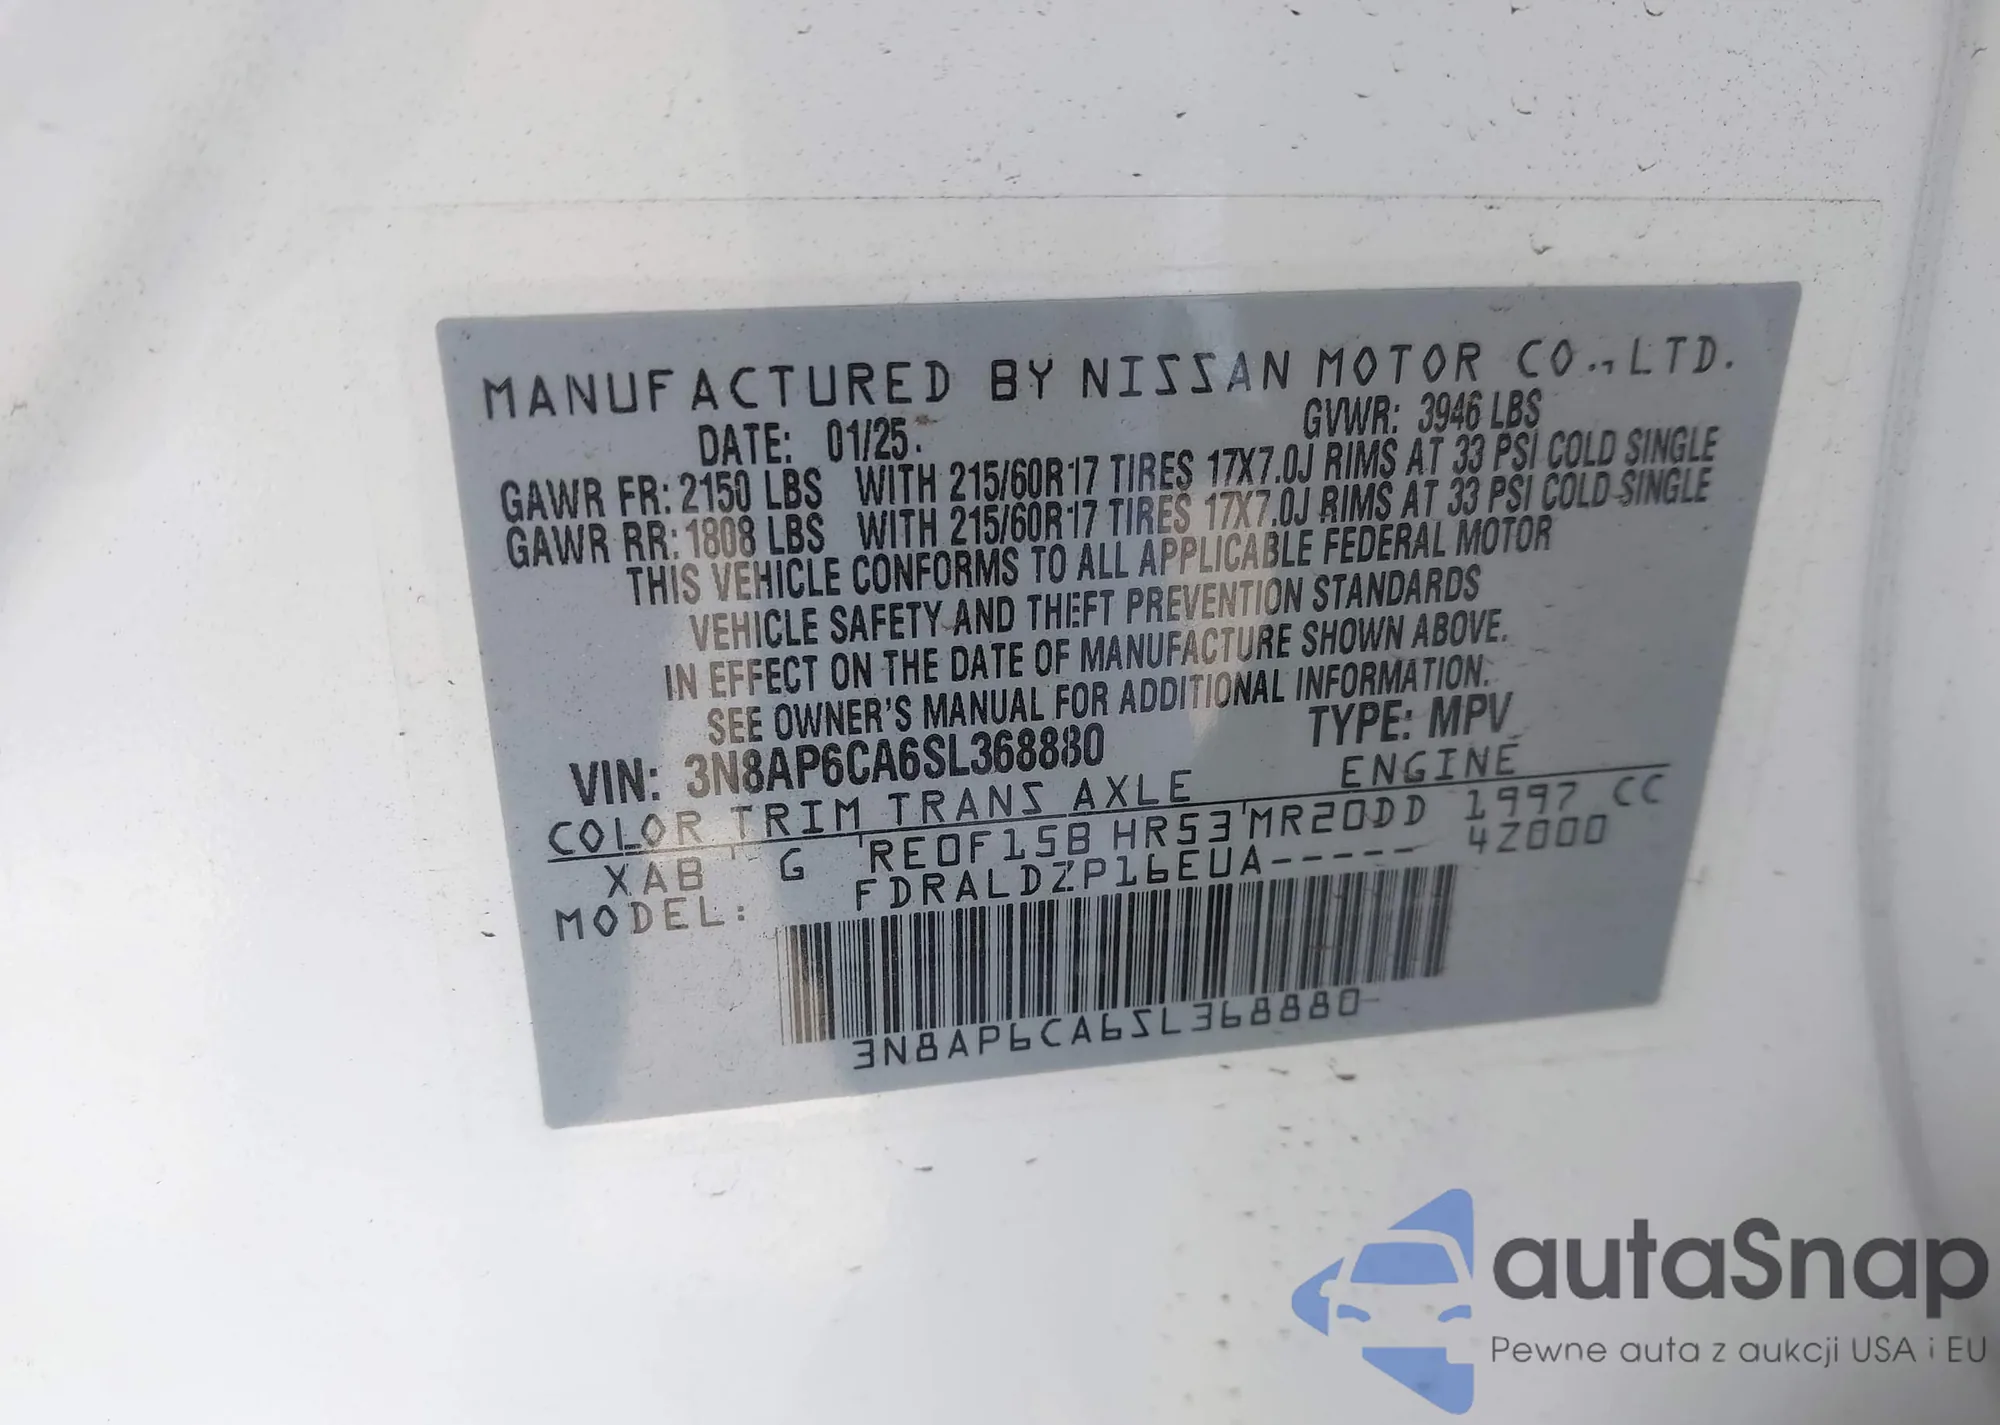 MANUFACTURED BY NISSAN MOTOR CO.,LTD.
DATE: 01/25 GVWR: 3946 LBS
GAWR FR: 2150 LBS WITH 215/60R17 TIRES 17X7.0J RIMS AT 33 PSI COLD SINGLE
GAWR RR: 1808 LBS WITH 215/60R17 TIRES 17X7.0J RIMS AT 33 PSI COLD SINGLE
THIS VEHICLE CONFORMS TO ALL APPLICABLE FEDERAL MOTOR
VEHICLE SAFETY AND THEFT PREVENTION STANDARDS
IN EFFECT ON THE DATE OF MANUFACTURE SHOWN ABOVE.
SEE OWNER'S MANUAL FOR ADDITIONAL INFORMATION.
VIN: 3N8AP6CA6SL368880 TYPE: MPV
COLOR TRIM TRANS AXLE ENGINE
XAB G RE0F15B HR53 MR20DD 1997 CC
MODEL: FDRALDZP16EUA----- 4Z000
3N8AP6CA6SL368880
autaSnap
Pewne auta z aukcji USA i EU